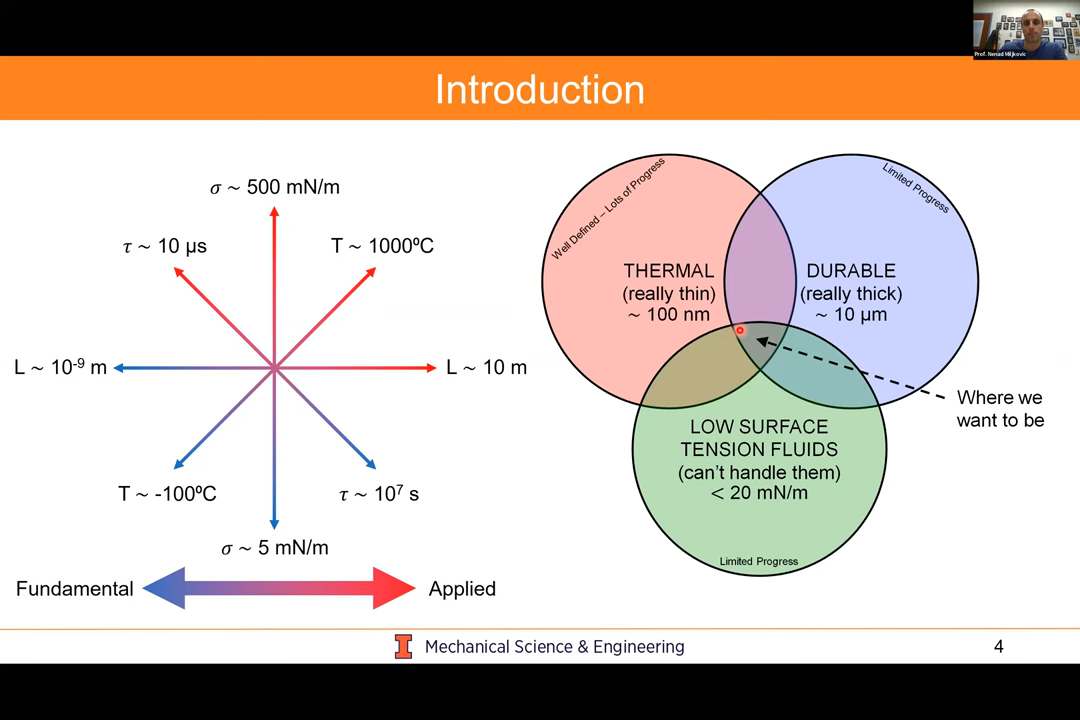 Prof. Nenad Miljkovic
Introduction
σ ~ 500 mN/m
τ ~ 10 µs
T ~ 1000ºC
L ~ 10⁻⁹ m
L ~ 10 m
T ~ -100ºC
τ ~ 10⁷ s
σ ~ 5 mN/m
Fundamental
Applied
Well Defined – Lots of Progress
THERMAL
(really thin)
~ 100 nm
Limited Progress
DURABLE
(really thick)
~ 10 µm
Where we
want to be
LOW SURFACE
TENSION FLUIDS
(can't handle them)
< 20 mN/m
Limited Progress
I
Mechanical Science & Engineering
4